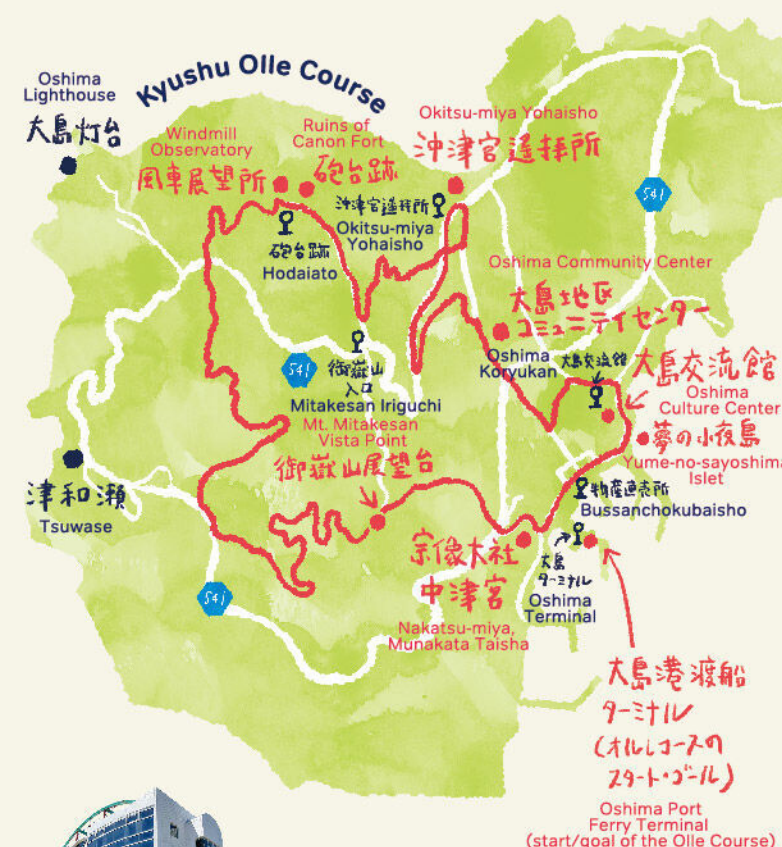 Kyushu Olle Course
Oshima
Lighthouse
大島灯台
Windmill
Observatory
風車展望所
Ruins of
Canon Fort
砲台跡
Okitsu-miya Yohaisho
沖津宮遥拝所
沖津宮遥拝所
Okitsu-miya
Yohaisho
砲台跡
Hodaiato
541
Oshima Community Center
大島地区
コミュニティセンター
541
御嶽山
入口
Mitakesan Iriguchi
Oshima
Koryukan
大島交流館
大島交流館
Oshima
Culture Center
Mt. Mitakesan
Vista Point
御嶽山展望台
夢の小夜島
Yume-no-sayoshima
Islet
津和瀬
Tsuwase
物産直売所
Bussanchokubaisho
宗像大社
中津宮
Nakatsu-miya,
Munakata Taisha
大島
ターミナル
Oshima
Terminal
541
大島港渡船
ターミナル
(オルレコースの
スタート・ゴール)
Oshima Port
Ferry Terminal
(start/goal of the Olle Course)